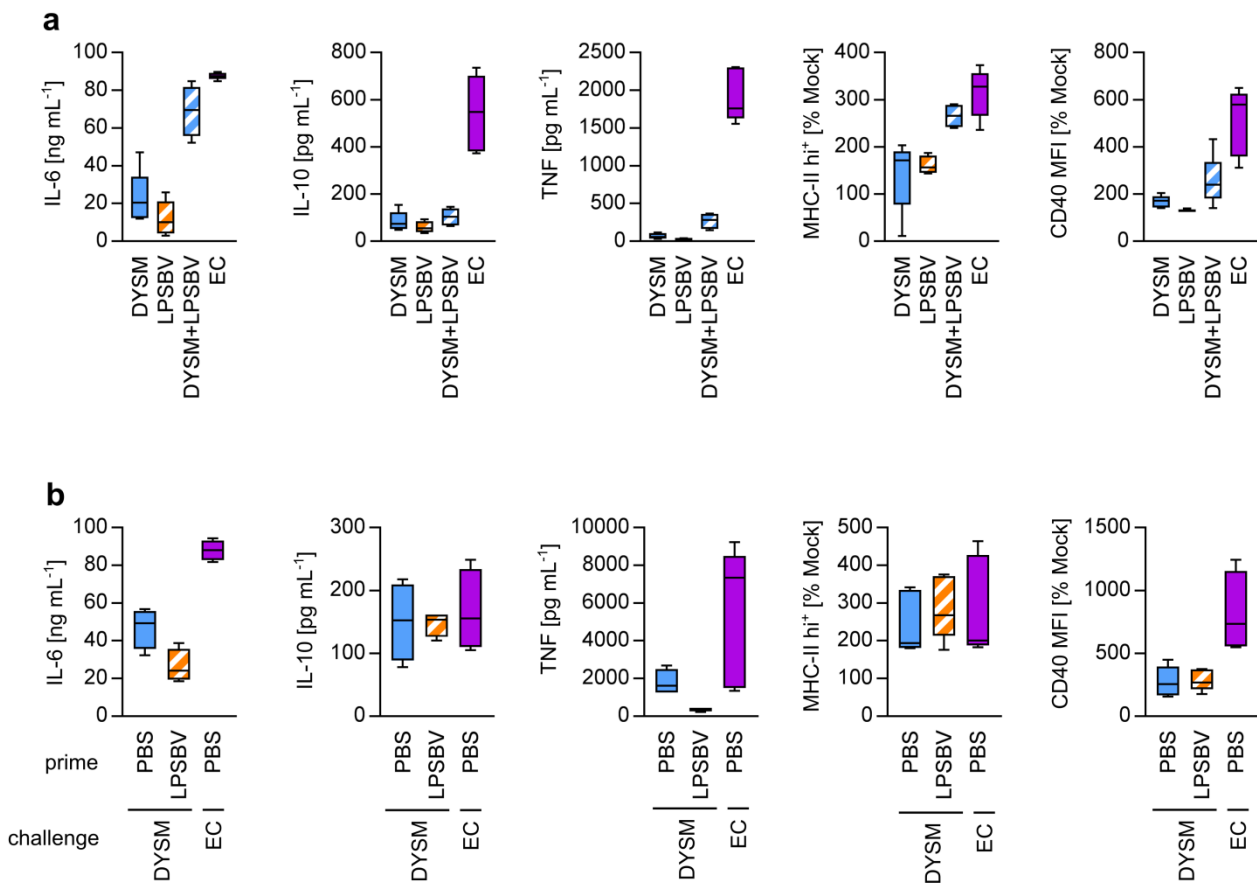 a
IL-6 [ng mL⁻¹]
100
80
60
40
20
0
DYSM
LPSBV
DYSM+LPSBV
EC
IL-10 [pg mL⁻¹]
800
600
400
200
0
DYSM
LPSBV
DYSM+LPSBV
EC
TNF [pg mL⁻¹]
2500
2000
1500
1000
500
0
DYSM
LPSBV
DYSM+LPSBV
EC
MHC-II hi⁺ [% Mock]
400
300
200
100
0
DYSM
LPSBV
DYSM+LPSBV
EC
CD40 MFI [% Mock]
800
600
400
200
0
DYSM
LPSBV
DYSM+LPSBV
EC
b
IL-6 [ng mL⁻¹]
100
80
60
40
20
0
prime
PBS
LPSBV
PBS
challenge
DYSM
EC
IL-10 [pg mL⁻¹]
300
200
100
0
PBS
LPSBV
PBS
DYSM
EC
TNF [pg mL⁻¹]
10000
8000
6000
4000
2000
0
PBS
LPSBV
PBS
DYSM
EC
MHC-II hi⁺ [% Mock]
500
400
300
200
100
0
PBS
LPSBV
PBS
DYSM
EC
CD40 MFI [% Mock]
1500
1000
500
0
PBS
LPSBV
PBS
DYSM
EC